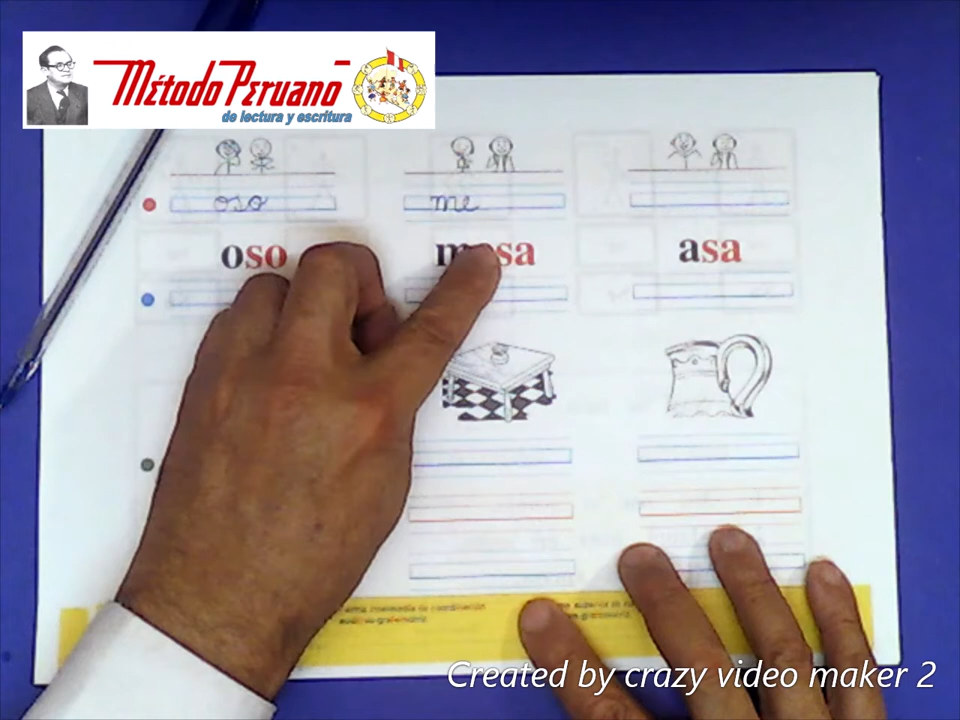 Método Peruano
de lectura y escritura
oso me
oso mesa asa
Created by crazy video maker 2